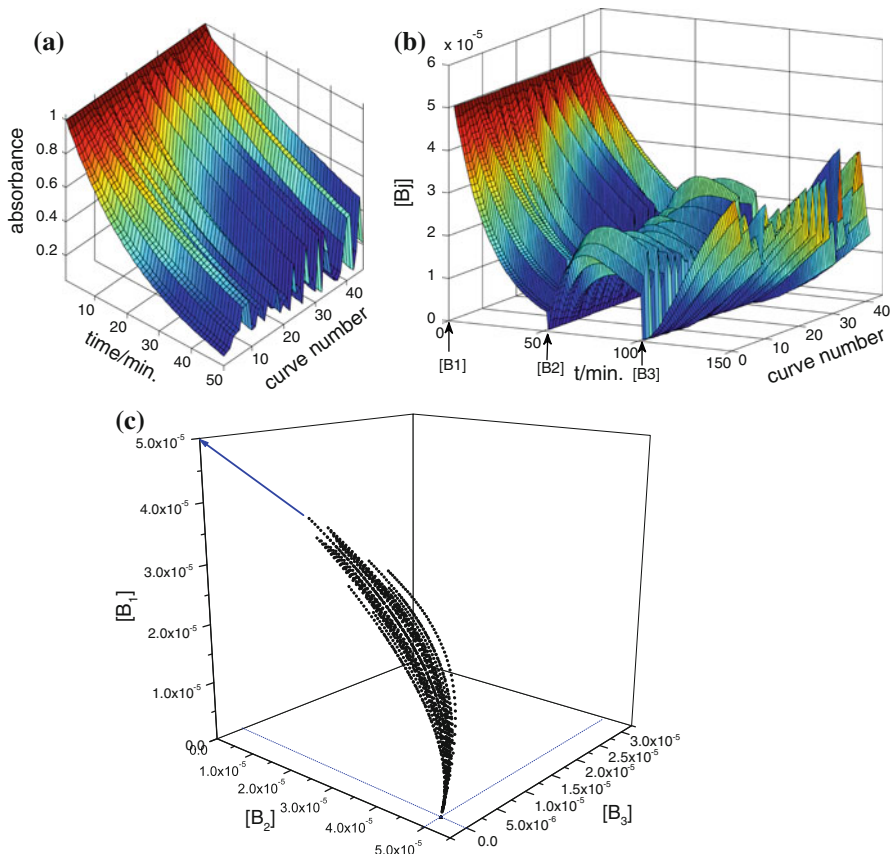 (a)
absorbance
1
0.8
0.6
0.4
0.2
10
20
30
40
50
time/min.
10
20
30
40
curve number
(b)
x 10⁻⁵
[Bj]
6
5
4
3
2
1
0
0
50
100
150
[B1]
[B2]
t/min.
[B3]
0
10
20
30
40
curve number
(c)
[B₁]
5.0x10⁻⁵
4.0x10⁻⁵
3.0x10⁻⁵
2.0x10⁻⁵
1.0x10⁻⁵
0.0
0.0
1.0x10⁻⁵
2.0x10⁻⁵
3.0x10⁻⁵
4.0x10⁻⁵
5.0x10⁻⁵
[B₂]
0.0
5.0x10⁻⁶
1.0x10⁻⁵
1.5x10⁻⁵
2.0x10⁻⁵
2.5x10⁻⁵
3.0x10⁻⁵
[B₃]